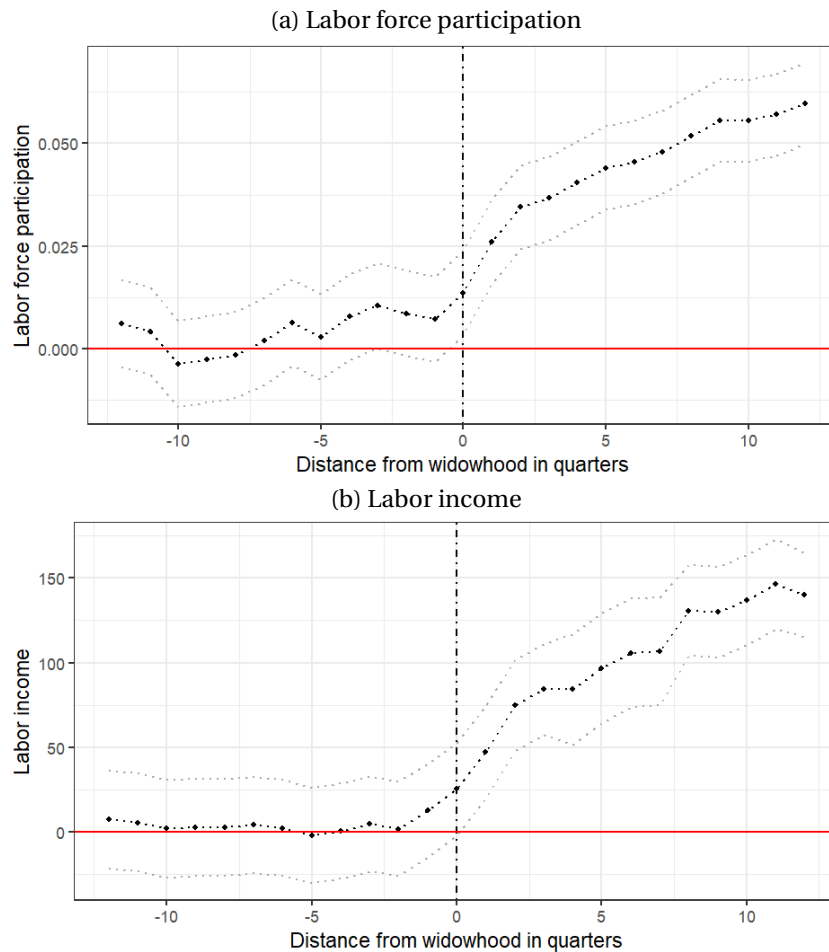 (a) Labor force participation
Labor force participation
0.050
0.025
0.000
-10
-5
0
5
10
Distance from widowhood in quarters
(b) Labor income
Labor income
150
100
50
0
-10
-5
0
5
10
Distance from widowhood in quarters